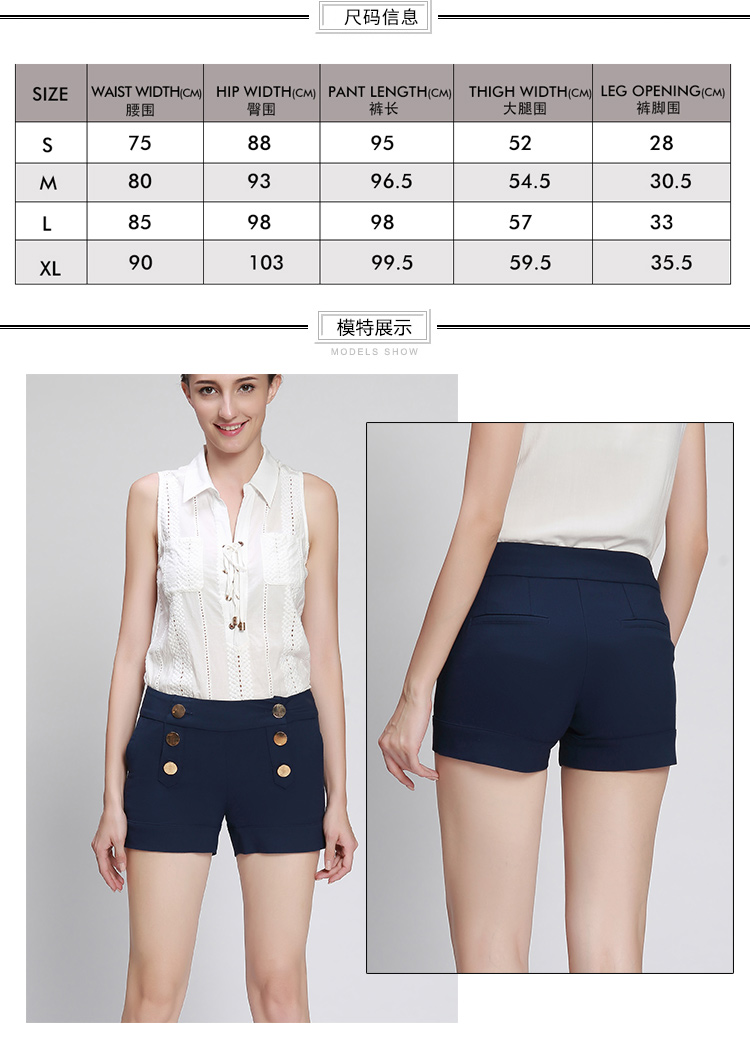 尺码信息
SIZE WAIST WIDTH(CM) HIP WIDTH(CM) PANT LENGTH(CM) THIGH WIDTH(CM) LEG OPENING(CM)
腰围 臀围 裤长 大腿围 裤脚围
S 75 88 95 52 28
M 80 93 96.5 54.5 30.5
L 85 98 98 57 33
XL 90 103 99.5 59.5 35.5
模特展示
MODELS SHOW